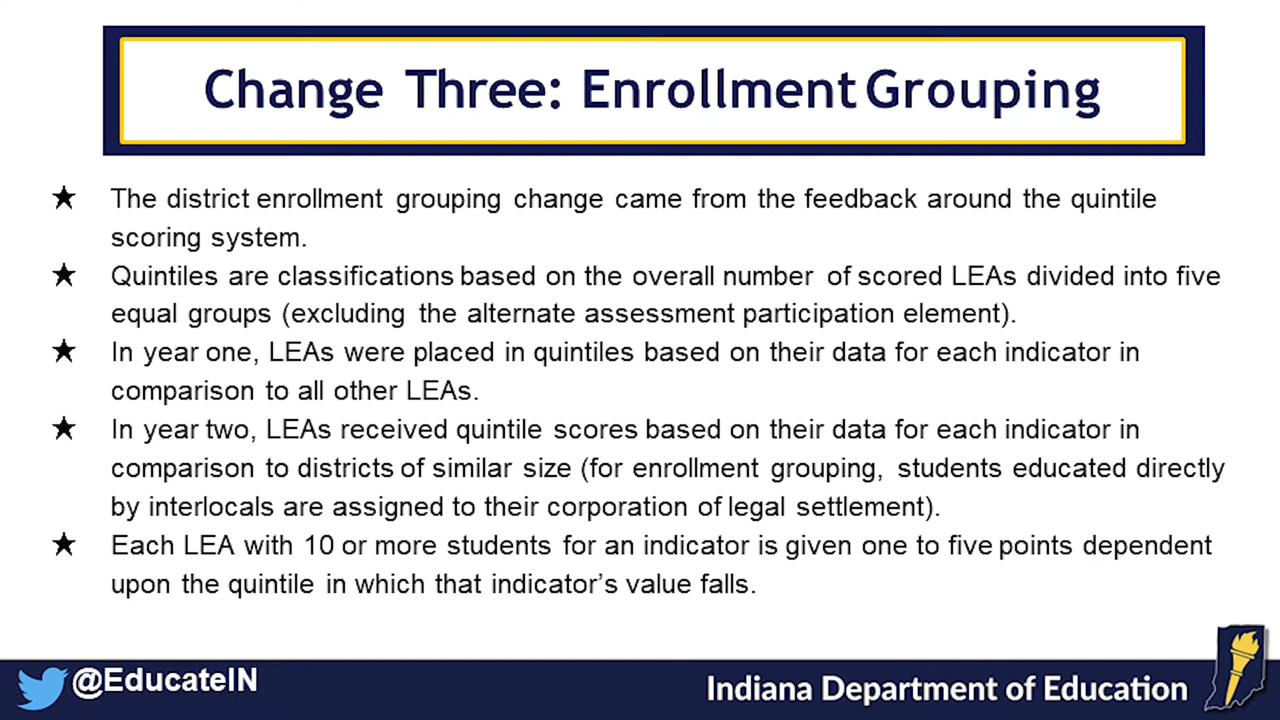 Change Three: Enrollment Grouping
★ The district enrollment grouping change came from the feedback around the quintile
scoring system.
★ Quintiles are classifications based on the overall number of scored LEAs divided into five
equal groups (excluding the alternate assessment participation element).
★ In year one, LEAs were placed in quintiles based on their data for each indicator in
comparison to all other LEAs.
★ In year two, LEAs received quintile scores based on their data for each indicator in
comparison to districts of similar size (for enrollment grouping, students educated directly
by interlocals are assigned to their corporation of legal settlement).
★ Each LEA with 10 or more students for an indicator is given one to five points dependent
upon the quintile in which that indicator’s value falls.
@EducateIN
Indiana Department of Education